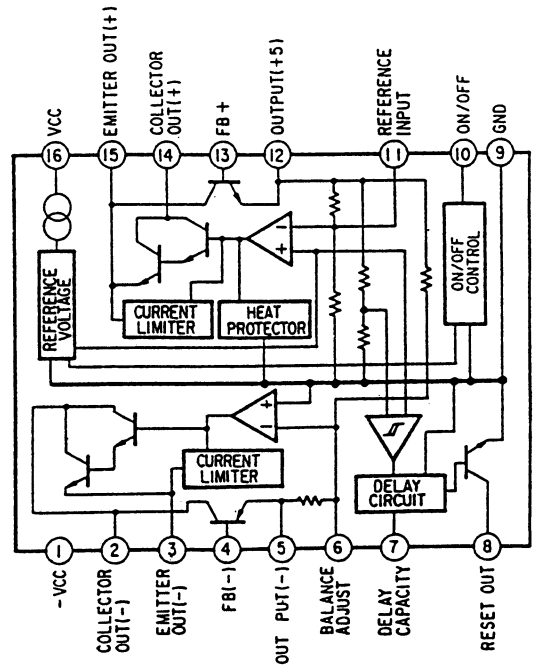 VCC
EMITTER OUT(+)
COLLECTOR
OUT(+)
FB+
OUTPUT(+5)
REFERENCE
INPUT
ON/OFF
GND
16
15
14
13
12
11
10
9
REFERENCE
VOLTAGE
CURRENT
LIMITER
HEAT
PROTECTOR
ON/OFF
CONTROL
-
+
+
-
CURRENT
LIMITER
DELAY
CIRCUIT
1
2
3
4
5
6
7
8
-VCC
COLLECTOR
OUT(-)
EMITTER
OUT(-)
FB(-)
OUT PUT(-)
BALANCE
ADJUST
DELAY
CAPACITY
RESET OUT